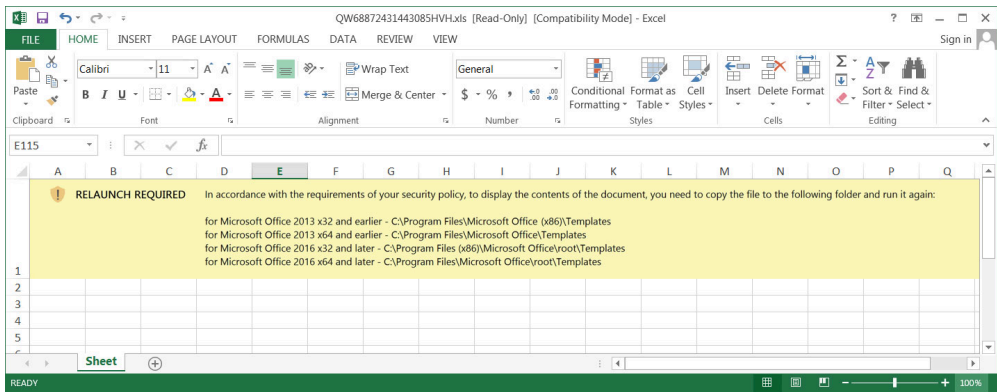 QW68872431443085HVH.xls [Read-Only] [Compatibility Mode] - Excel
FILE HOME INSERT PAGE LAYOUT FORMULAS DATA REVIEW VIEW Sign in
Calibri 11 Wrap Text General
Paste B I U A Merge & Center $ % Conditional Formatting Format as Table Cell Styles Insert Delete Format Sort & Filter Find & Select
Clipboard Font Alignment Number Styles Cells Editing
E115 fx
A B C D E F G H I J K L M N O P Q
RELAUNCH REQUIRED In accordance with the requirements of your security policy, to display the contents of the document, you need to copy the file to the following folder and run it again:
for Microsoft Office 2013 x32 and earlier - C:\Program Files\Microsoft Office (x86)\Templates
for Microsoft Office 2013 x64 and earlier - C:\Program Files\Microsoft Office\Templates
for Microsoft Office 2016 x32 and later - C:\Program Files (x86)\Microsoft Office\root\Templates
for Microsoft Office 2016 x64 and later - C:\Program Files\Microsoft Office\root\Templates
1
2
3
4
5
Sheet
READY 100%